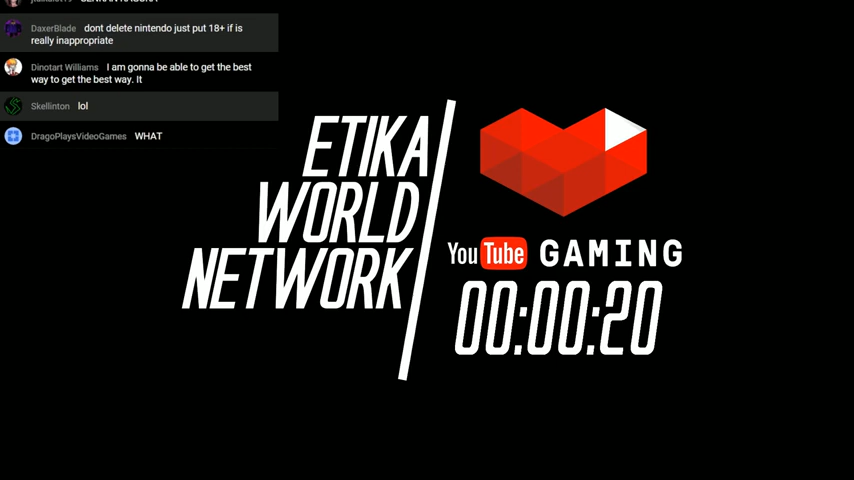 DaxerBlade dont delete nintendo just put 18+ if is
really inappropriate
Dinotart Williams I am gonna be able to get the best
way to get the best way. It
Skellinton lol
DragoPlaysVideoGames WHAT
ETIKA
WORLD
NETWORK
YouTube GAMING
00:00:20